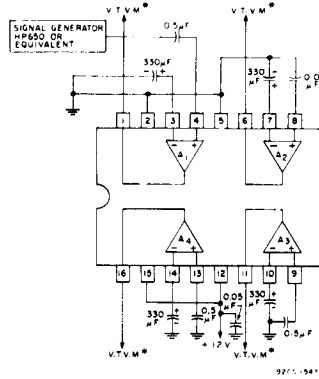 V.T.V.M*
V.T.V.M*
SIGNAL GENERATOR
HP650 OR
EQUIVALENT
0.5µF
330µF
330
µF
µF
1
2
3
4
5
6
7
8
A1
A2
A4
A3
16
15
14
13
12
11
10
9
330
µF
0.5
µF
0.05
µF
330
µF
0.5µF
+12V
V.T.V.M*
V.T.V.M*